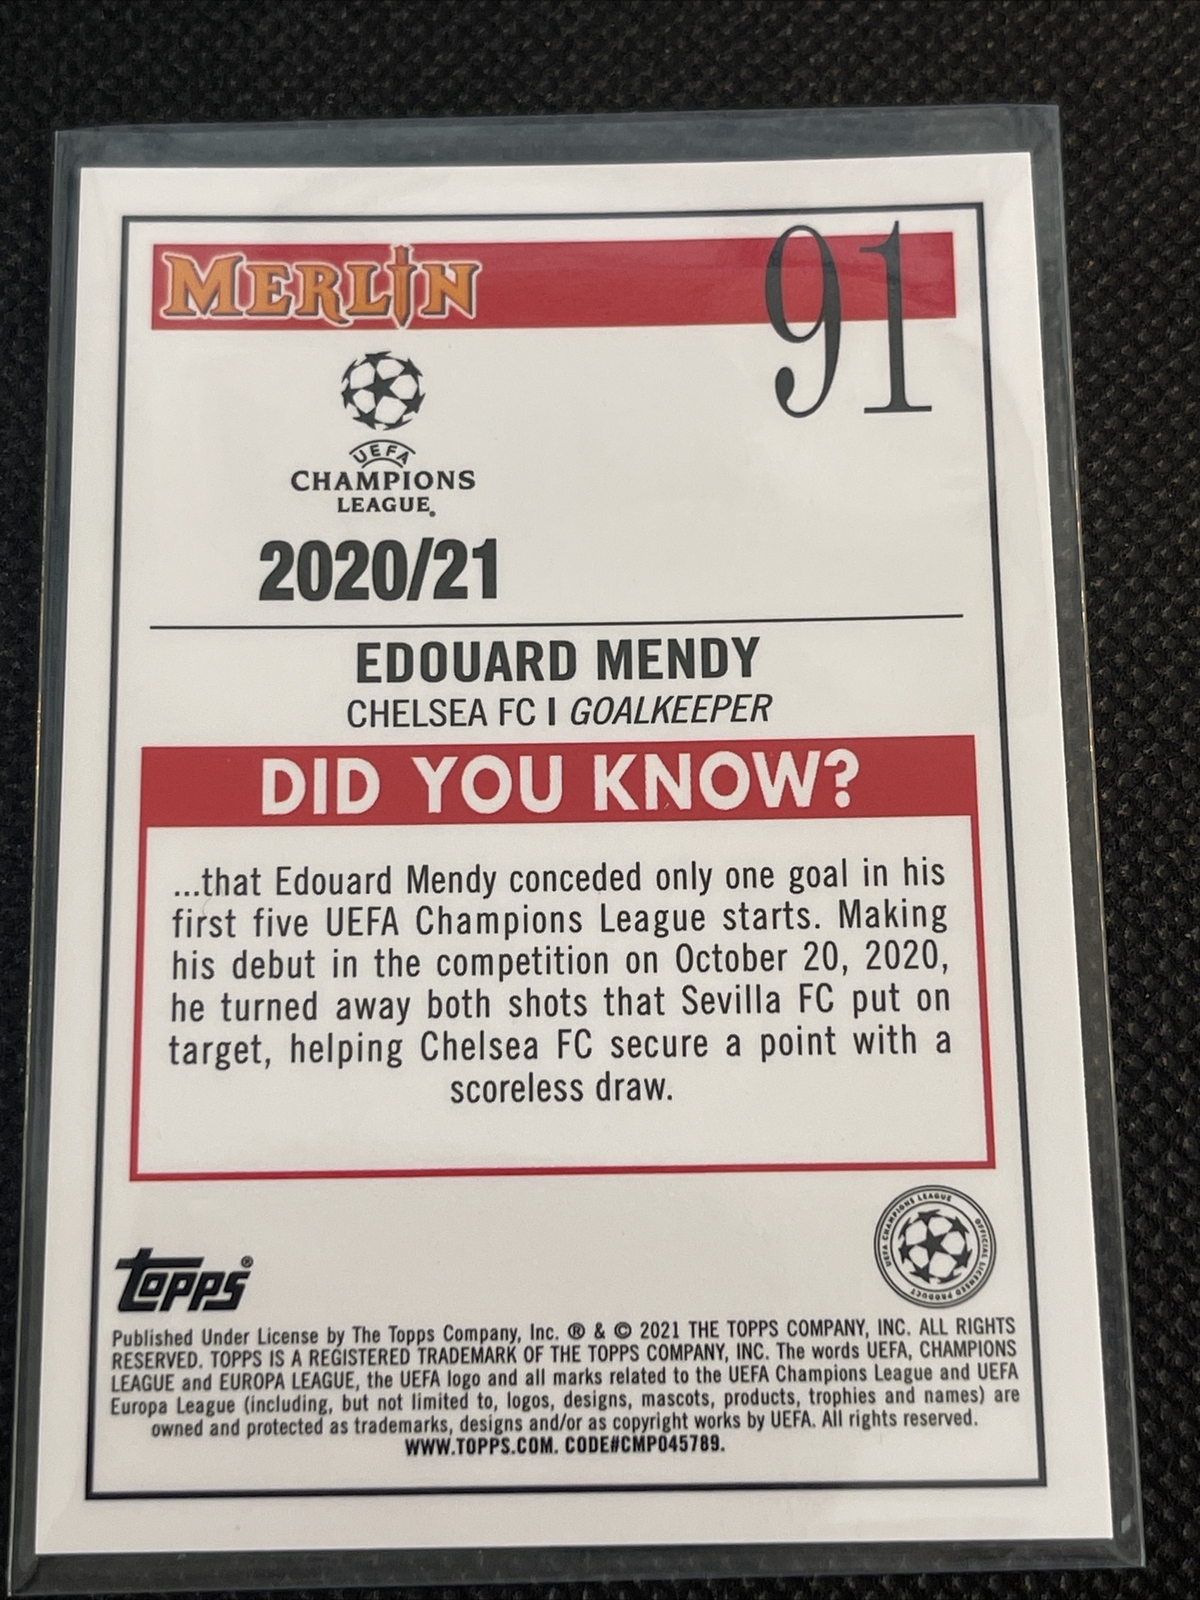 MERLIN
91
UEFA
CHAMPIONS
LEAGUE®
2020/21
EDOUARD MENDY
CHELSEA FC | GOALKEEPER
DID YOU KNOW?
...that Edouard Mendy conceded only one goal in his
first five UEFA Champions League starts. Making
his debut in the competition on October 20, 2020,
he turned away both shots that Sevilla FC put on
target, helping Chelsea FC secure a point with a
scoreless draw.
UEFA CHAMPIONS LEAGUE OFFICIAL LICENSED PRODUCT
Topps®
Published Under License by The Topps Company, Inc. ® & © 2021 THE TOPPS COMPANY, INC. ALL RIGHTS
RESERVED. TOPPS IS A REGISTERED TRADEMARK OF THE TOPPS COMPANY, INC. The words UEFA, CHAMPIONS
LEAGUE and EUROPA LEAGUE, the UEFA logo and all marks related to the UEFA Champions League and UEFA
Europa League (including, but not limited to, logos, designs, mascots, products, trophies and names) are
owned and protected as trademarks, designs and/or as copyright works by UEFA. All rights reserved.
WWW.TOPPS.COM. CODE#CMP045789.